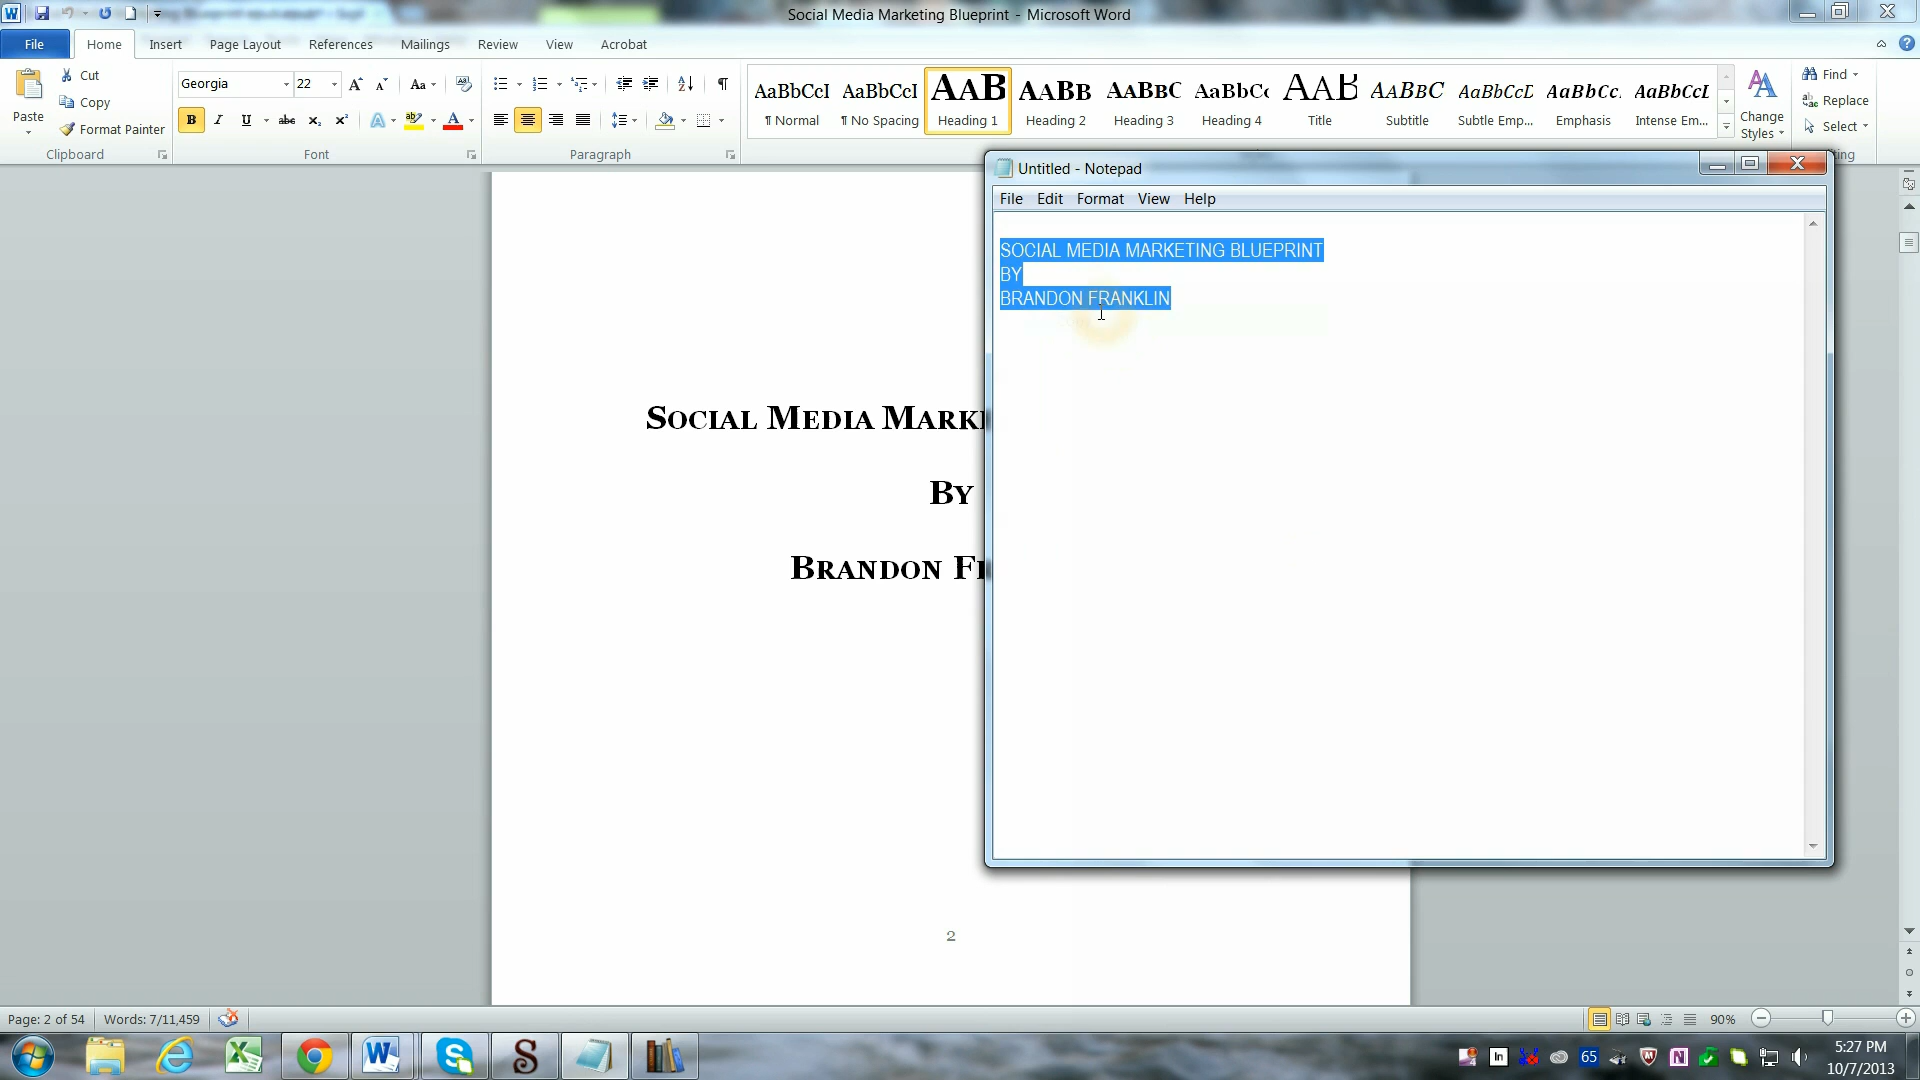 Social Media Marketing Blueprint - Microsoft Word
File Home Insert Page Layout References Mailings Review View Acrobat
Paste
Cut
Copy
Format Painter
Clipboard
Georgia 22
B I U abc
Font
Paragraph
AaBbCcI AaBbCcI AAB AABB AABBC AaBbCc AAB AABBC AaBbCcD AaBbCc. AaBbCcL
¶ Normal ¶ No Spacing Heading 1 Heading 2 Heading 3 Heading 4 Title Subtitle Subtle Emp... Emphasis Intense Em...
Change Styles
Find
Replace
Select
Untitled - Notepad
File Edit Format View Help
SOCIAL MEDIA MARKETING BLUEPRINT
BY
BRANDON FRANKLIN
SOCIAL MEDIA MARK
BY
BRANDON FR
2
Page: 2 of 54 Words: 7/11,459
90%
65
5:27 PM
10/7/2013